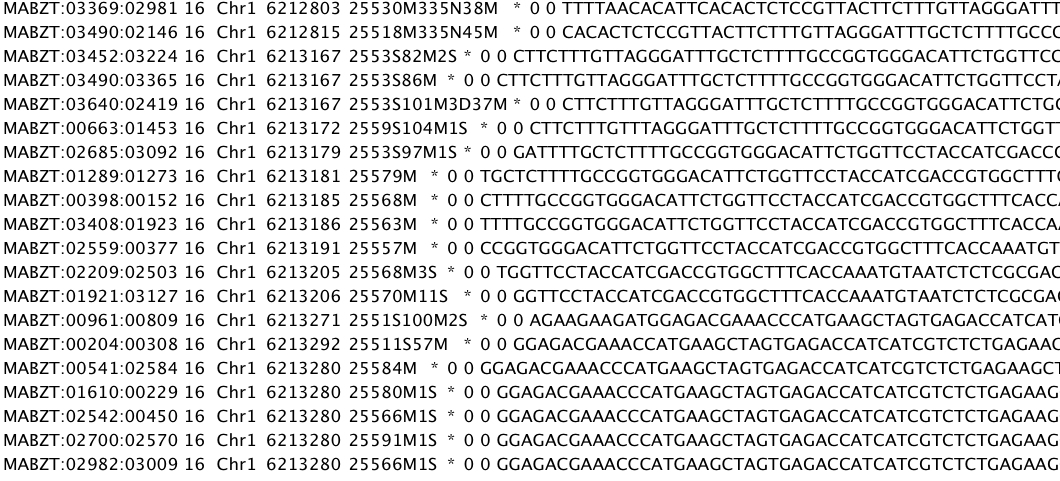 MABZT:03369:02981 16 Chr1 6212803 25530M335N38M * 0 0 TTTTAACACATTCACACTCTCCGTTACTTCTTTGTTAGGGATTT
MABZT:03490:02146 16 Chr1 6212815 25518M335N45M * 0 0 CACACTCTCCGTTACTTCTTTGTTAGGGATTTGCTCTTTTGCCC
MABZT:03452:03224 16 Chr1 6213167 2553S82M2S * 0 0 CTTCTTTGTTAGGGATTTGCTCTTTTGCCGGTGGGACATTCTGGTTCC
MABZT:03490:03365 16 Chr1 6213167 2553S86M * 0 0 CTTCTTTGTTAGGGATTTGCTCTTTTGCCGGTGGGACATTCTGGTTCCTA
MABZT:03640:02419 16 Chr1 6213167 2553S101M3D37M * 0 0 CTTCTTTGTTAGGGATTTGCTCTTTTGCCGGTGGGACATTCTGC
MABZT:00663:01453 16 Chr1 6213172 2559S104M1S * 0 0 CTTCTTTGTTTAGGGATTTGCTCTTTTGCCGGTGGGACATTCTGGTT
MABZT:02685:03092 16 Chr1 6213179 2553S97M1S * 0 0 GATTTTGCTCTTTTGCCGGTGGGACATTCTGGTTCCTACCATCGACCG
MABZT:01289:01273 16 Chr1 6213181 25579M * 0 0 TGCTCTTTTGCCGGTGGGACATTCTGGTTCCTACCATCGACCGTGGCTTTC
MABZT:00398:00152 16 Chr1 6213185 25568M * 0 0 CTTTTGCCGGTGGGACATTCTGGTTCCTACCATCGACCGTGGCTTTCACCA
MABZT:03408:01923 16 Chr1 6213186 25563M * 0 0 TTTTGCCGGTGGGACATTCTGGTTCCTACCATCGACCGTGGCTTTCACCAA
MABZT:02559:00377 16 Chr1 6213191 25557M * 0 0 CCGGTGGGACATTCTGGTTCCTACCATCGACCGTGGCTTTCACCAAATGT
MABZT:02209:02503 16 Chr1 6213205 25568M3S * 0 0 TGGTTCCTACCATCGACCGTGGCTTTCACCAAATGTAATCTCTCGCGAC
MABZT:01921:03127 16 Chr1 6213206 25570M11S * 0 0 GGTTCCTACCATCGACCGTGGCTTTCACCAAATGTAATCTCTCGCGAC
MABZT:00961:00809 16 Chr1 6213271 2551S100M2S * 0 0 AGAAGAAGATGGAGACGAAACCCATGAAGCTAGTGAGACCATCAT
MABZT:00204:00308 16 Chr1 6213292 25511S57M * 0 0 GGAGACGAAACCATGAAGCTAGTGAGACCATCATCGTCTCTGAGAAC
MABZT:00541:02584 16 Chr1 6213280 25584M * 0 0 GGAGACGAAACCCATGAAGCTAGTGAGACCATCATCGTCTCTGAGAAGCT
MABZT:01610:00229 16 Chr1 6213280 25580M1S * 0 0 GGAGACGAAACCCATGAAGCTAGTGAGACCATCATCGTCTCTGAGAAG
MABZT:02542:00450 16 Chr1 6213280 25566M1S * 0 0 GGAGACGAAACCCATGAAGCTAGTGAGACCATCATCGTCTCTGAGAAG
MABZT:02700:02570 16 Chr1 6213280 25591M1S * 0 0 GGAGACGAAACCCATGAAGCTAGTGAGACCATCATCGTCTCTGAGAAG
MABZT:02982:03009 16 Chr1 6213280 25566M1S * 0 0 GGAGACGAAACCCATGAAGCTAGTGAGACCATCATCGTCTCTGAGAAG